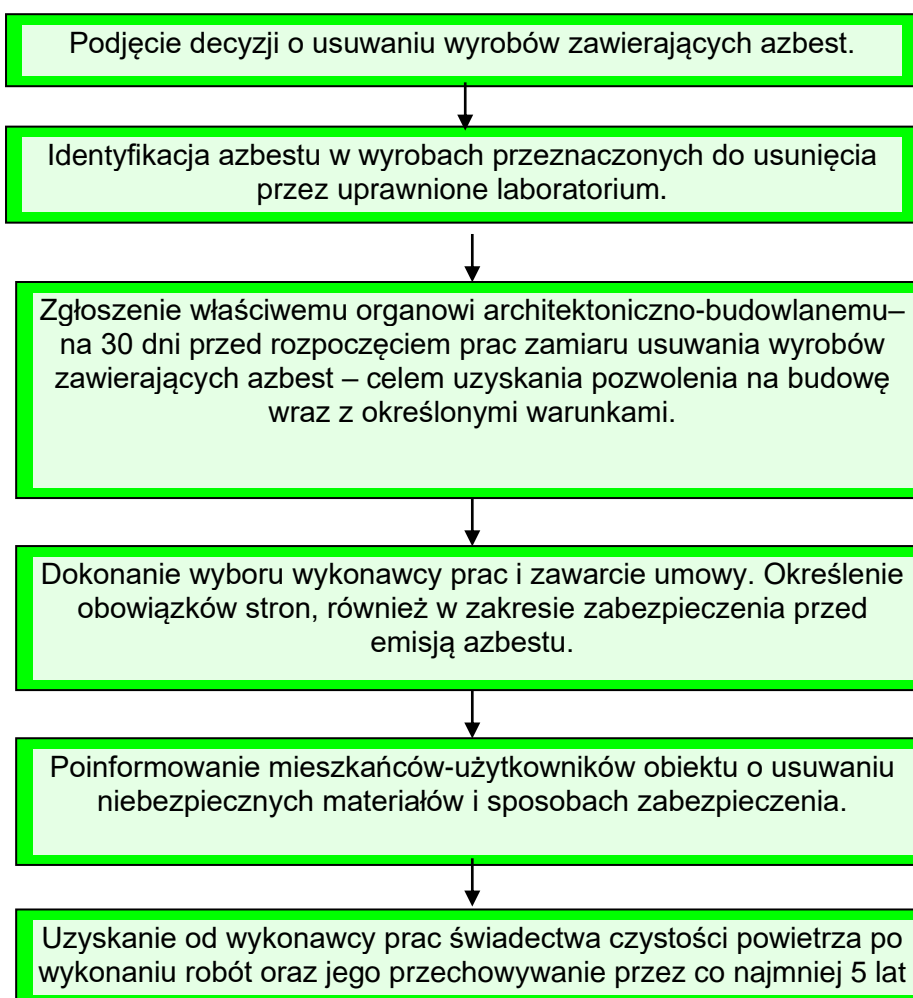 Podjęcie decyzji o usuwaniu wyrobów zawierających azbest.
Identyfikacja azbestu w wyrobach przeznaczonych do usunięcia
przez uprawnione laboratorium.
Zgłoszenie właściwemu organowi architektoniczno-budowlanemu–
na 30 dni przed rozpoczęciem prac zamiaru usuwania wyrobów
zawierających azbest – celem uzyskania pozwolenia na budowę
wraz z określonymi warunkami.
Dokonanie wyboru wykonawcy prac i zawarcie umowy. Określenie
obowiązków stron, również w zakresie zabezpieczenia przed
emisją azbestu.
Poinformowanie mieszkańców-użytkowników obiektu o usuwaniu
niebezpiecznych materiałów i sposobach zabezpieczenia.
Uzyskanie od wykonawcy prac świadectwa czystości powietrza po
wykonaniu robót oraz jego przechowywanie przez co najmniej 5 lat